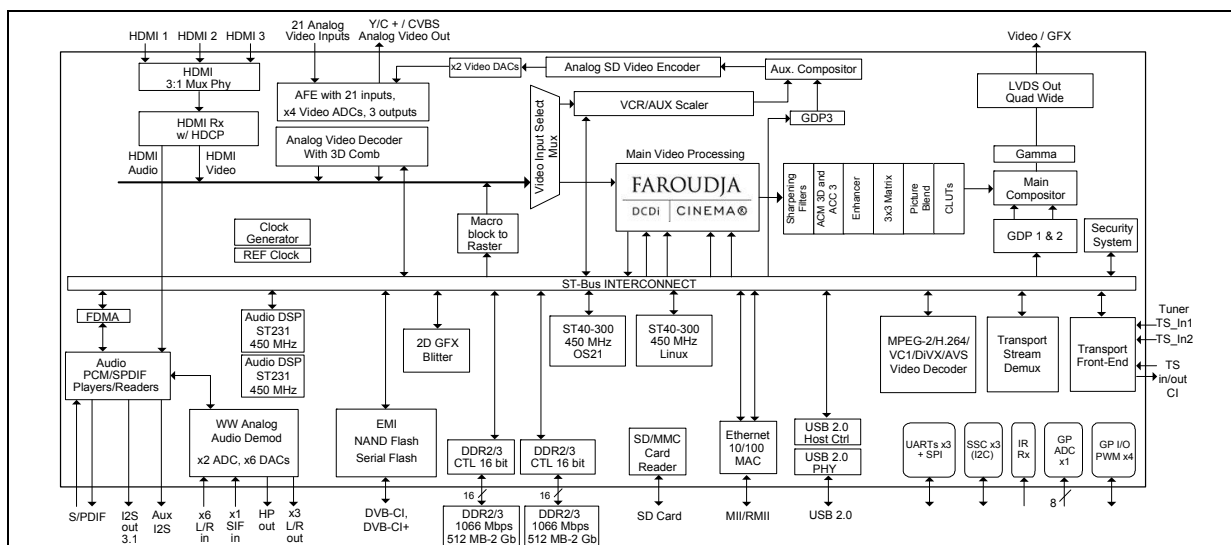 HDMI 1 HDMI 2 HDMI 3
21 Analog
Video Inputs
Y/C + / CVBS
Analog Video Out
Video / GFX
HDMI
3:1 Mux Phy
HDMI Rx
w/ HDCP
HDMI
Audio
HDMI
Video
AFE with 21 inputs,
x4 Video ADCs, 3 outputs
Analog Video Decoder
With 3D Comb
x2 Video DACs
Analog SD Video Encoder
Aux. Compositor
VCR/AUX Scaler
GDP3
Video Input Select
Mux
Main Video Processing
FAROUDJA
DCDi CINEMA®
Sharpening
Filters
ACM 3D and
ACC 3
Enhancer
3x3 Matrix
Picture
Blend
CLUTs
LVDS Out
Quad Wide
Gamma
Main
Compositor
GDP 1 & 2
Security
System
Clock
Generator
REF Clock
Macro
block to
Raster
ST-Bus INTERCONNECT
FDMA
Audio
PCM/SPDIF
Players/Readers
Audio DSP
ST231
450 MHz
Audio DSP
ST231
450 MHz
2D GFX
Blitter
ST40-300
450 MHz
OS21
ST40-300
450 MHz
Linux
MPEG-2/H.264/
VC1/DiVX/AVS
Video Decoder
Transport
Stream
Demux
Transport
Front-End
Tuner
TS_In1
TS_In2
TS
in/out
CI
WW Analog
Audio Demod
x2 ADC, x6 DACs
EMI
NAND Flash
Serial Flash
DDR2/3
CTL 16 bit
DDR2/3
CTL 16 bit
SD/MMC
Card
Reader
Ethernet
10/100
MAC
USB 2.0
Host Ctrl
USB 2.0
PHY
UARTs x3
+ SPI
SSC x3
(I2C)
IR
Rx
GP
ADC
x1
GP I/O
PWM x4
16
16
8
S/PDIF
I2S
out
3.1
Aux
I2S
x6
L/R
in
x1
SIF
in
HP
out
x3
L/R
out
DVB-CI,
DVB-CI+
DDR2/3
1066 Mbps
512 MB-2 Gb
DDR2/3
1066 Mbps
512 MB-2 Gb
SD Card
MII/RMII
USB 2.0